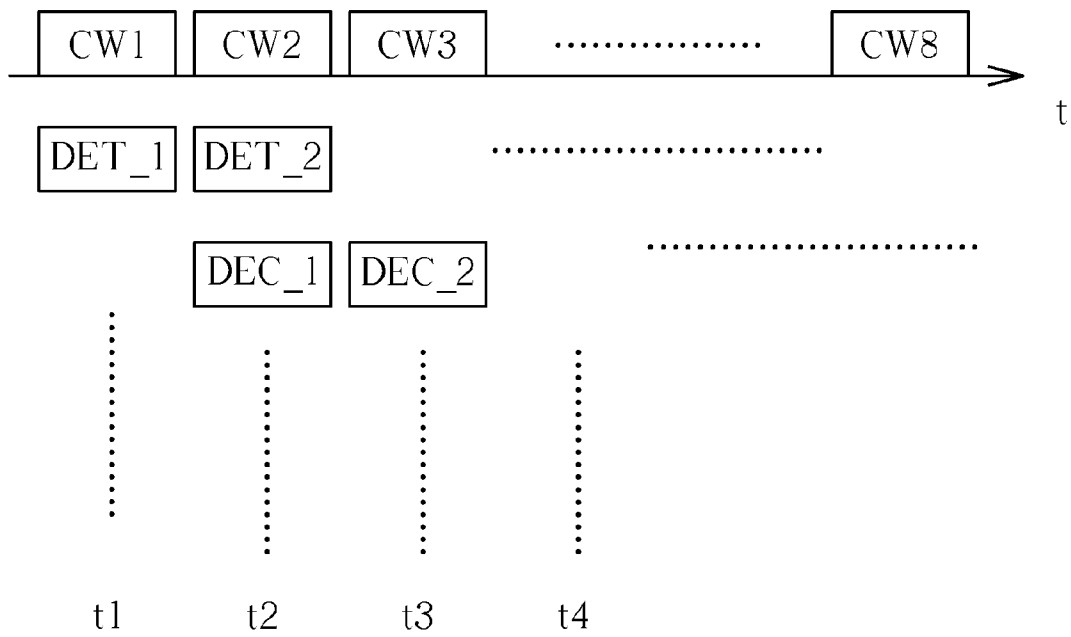 CW1 CW2 CW3 CW8
t
DET_1 DET_2
DEC_1 DEC_2
t1 t2 t3 t4